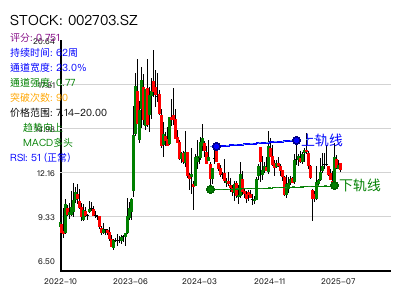 STOCK: 002703.SZ
评分: 0.751
20.64
持续时间: 62周
通道宽度: 23.0%
通道强度: 0.77
突破次数:
价格范围: 7.14—20.00
趋势向上
MACD多头
RSI: 51 (正常)
上轨线
下轨线
12.16
9.33
6.50
2022—10
2023—06
2024—03
2024—11
2025—07